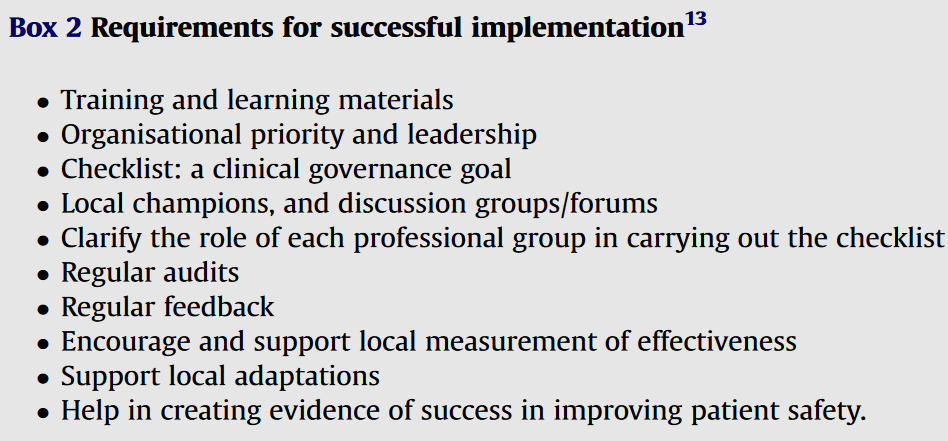 Box 2 Requirements for successful implementation13
• Training and learning materials
• Organisational priority and leadership
• Checklist: a clinical governance goal
• Local champions, and discussion groups/forums
• Clarify the role of each professional group in carrying out the checklist
• Regular audits
• Regular feedback
• Encourage and support local measurement of effectiveness
• Support local adaptations
• Help in creating evidence of success in improving patient safety.